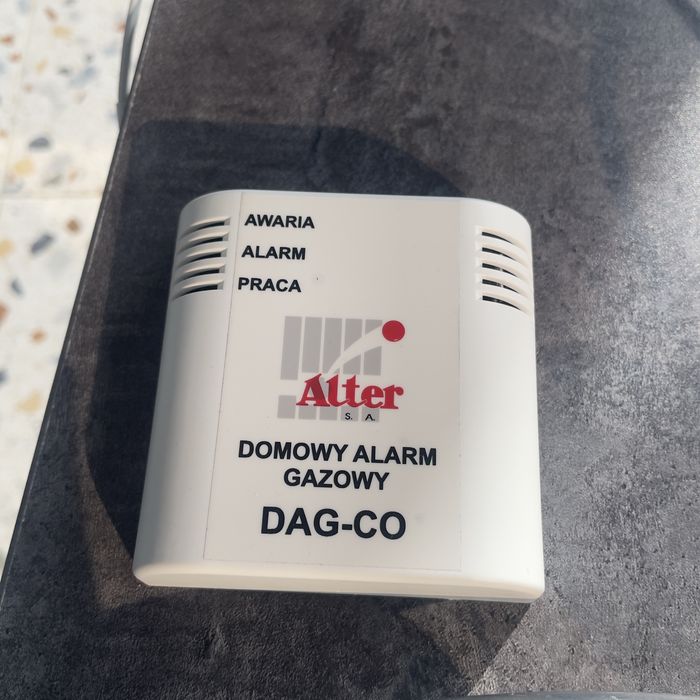 AWARIA
ALARM
PRACA
Alter
S. A.
DOMOWY ALARM
GAZOWY
DAG-CO